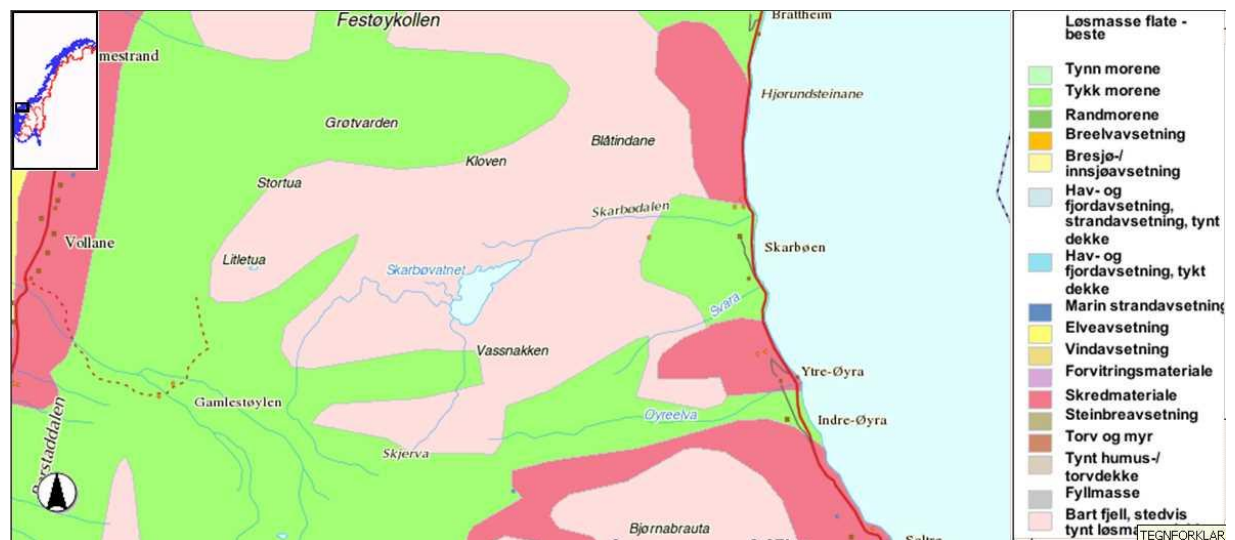 Festøykollen
Brattheim
mestrand
Hjørundsteinane
Grøtvarden
Blåtindane
Kloven
Stortua
Skarbødalen
Vollane
Skarbøen
Litletua
Skarbøvatnet
Svara
Vassnakken
Ytre-Øyra
Gamlestøylen
Oyreelva
Indre-Øyra
Skjerva
Barstaddalen
Bjørnabrauta
Løsmasse flate -
beste
Tynn morene
Tykk morene
Randmorene
Breelvavsetning
Bresjø-/
innsjøavsetning
Hav- og
fjordavsetning,
strandavsetning, tynt
dekke
Hav- og
fjordavsetning, tykt
dekke
Marin strandavsetning
Elveavsetning
Vindavsetning
Forvitringsmateriale
Skredmateriale
Steinbreavsetning
Torv og myr
Tynt humus-/
torvdekke
Fyllmasse
Bart fjell, stedvis
tynt løsma
TEGNFORKLAR